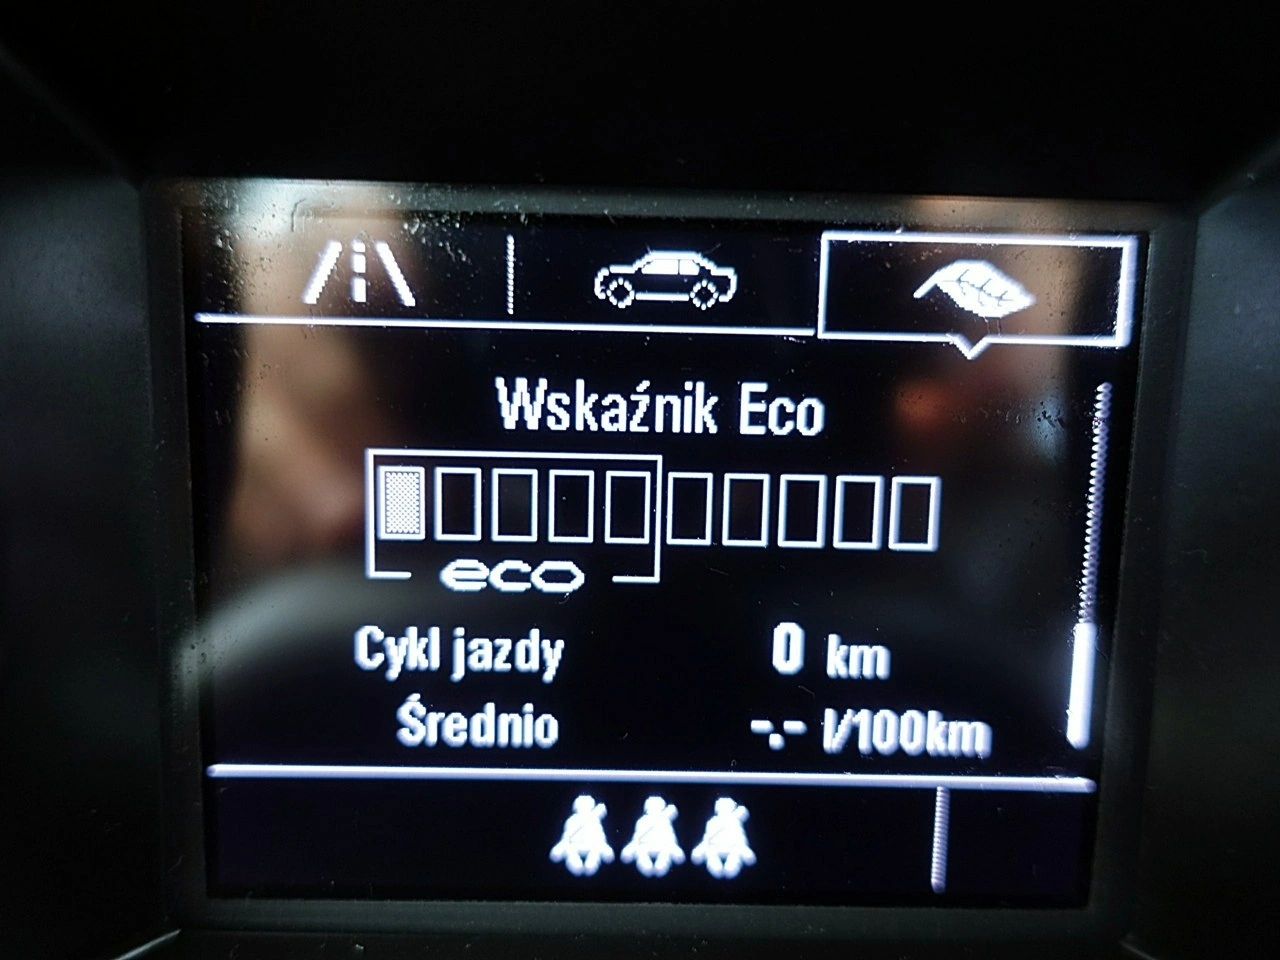 Wskaźnik Eco
eco
Cykl jazdy 0 km
Średnio -.- l/100km